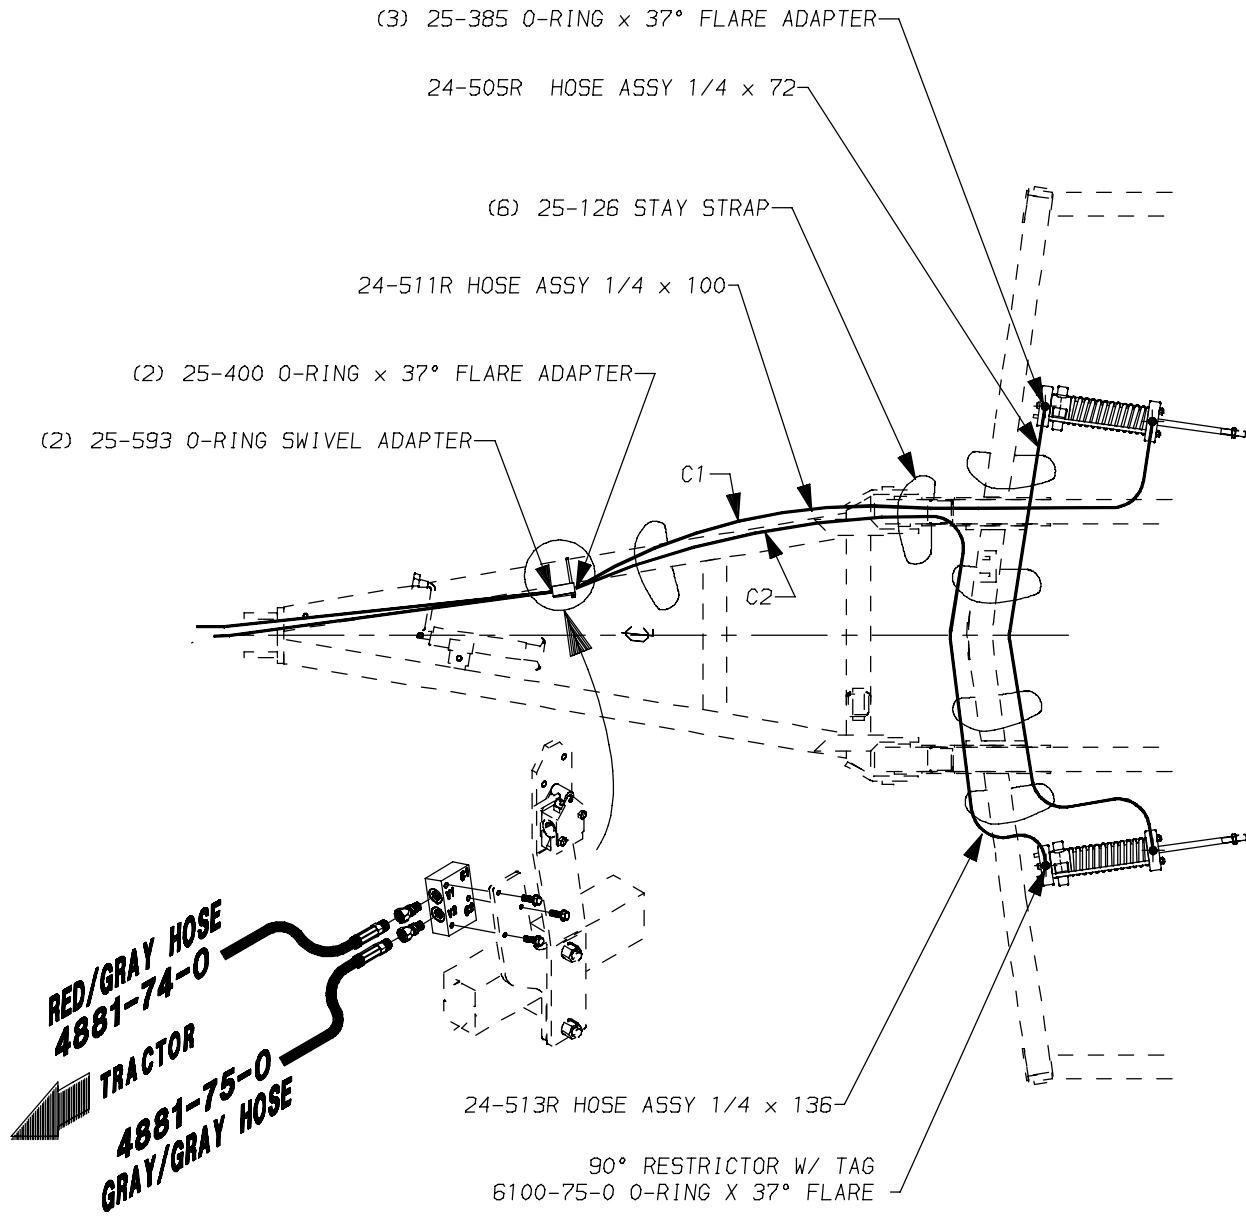 (3) 25-385 O-RING x 37° FLARE ADAPTER
24-505R HOSE ASSY 1/4 x 72
(6) 25-126 STAY STRAP
24-511R HOSE ASSY 1/4 x 100
(2) 25-400 O-RING x 37° FLARE ADAPTER
(2) 25-593 O-RING SWIVEL ADAPTER
C1
C2
RED/GRAY HOSE
4881-74-0
TRACTOR
4881-75-0
GRAY/GRAY HOSE
24-513R HOSE ASSY 1/4 x 136
90° RESTRICTOR W/ TAG
6100-75-0 O-RING X 37° FLARE